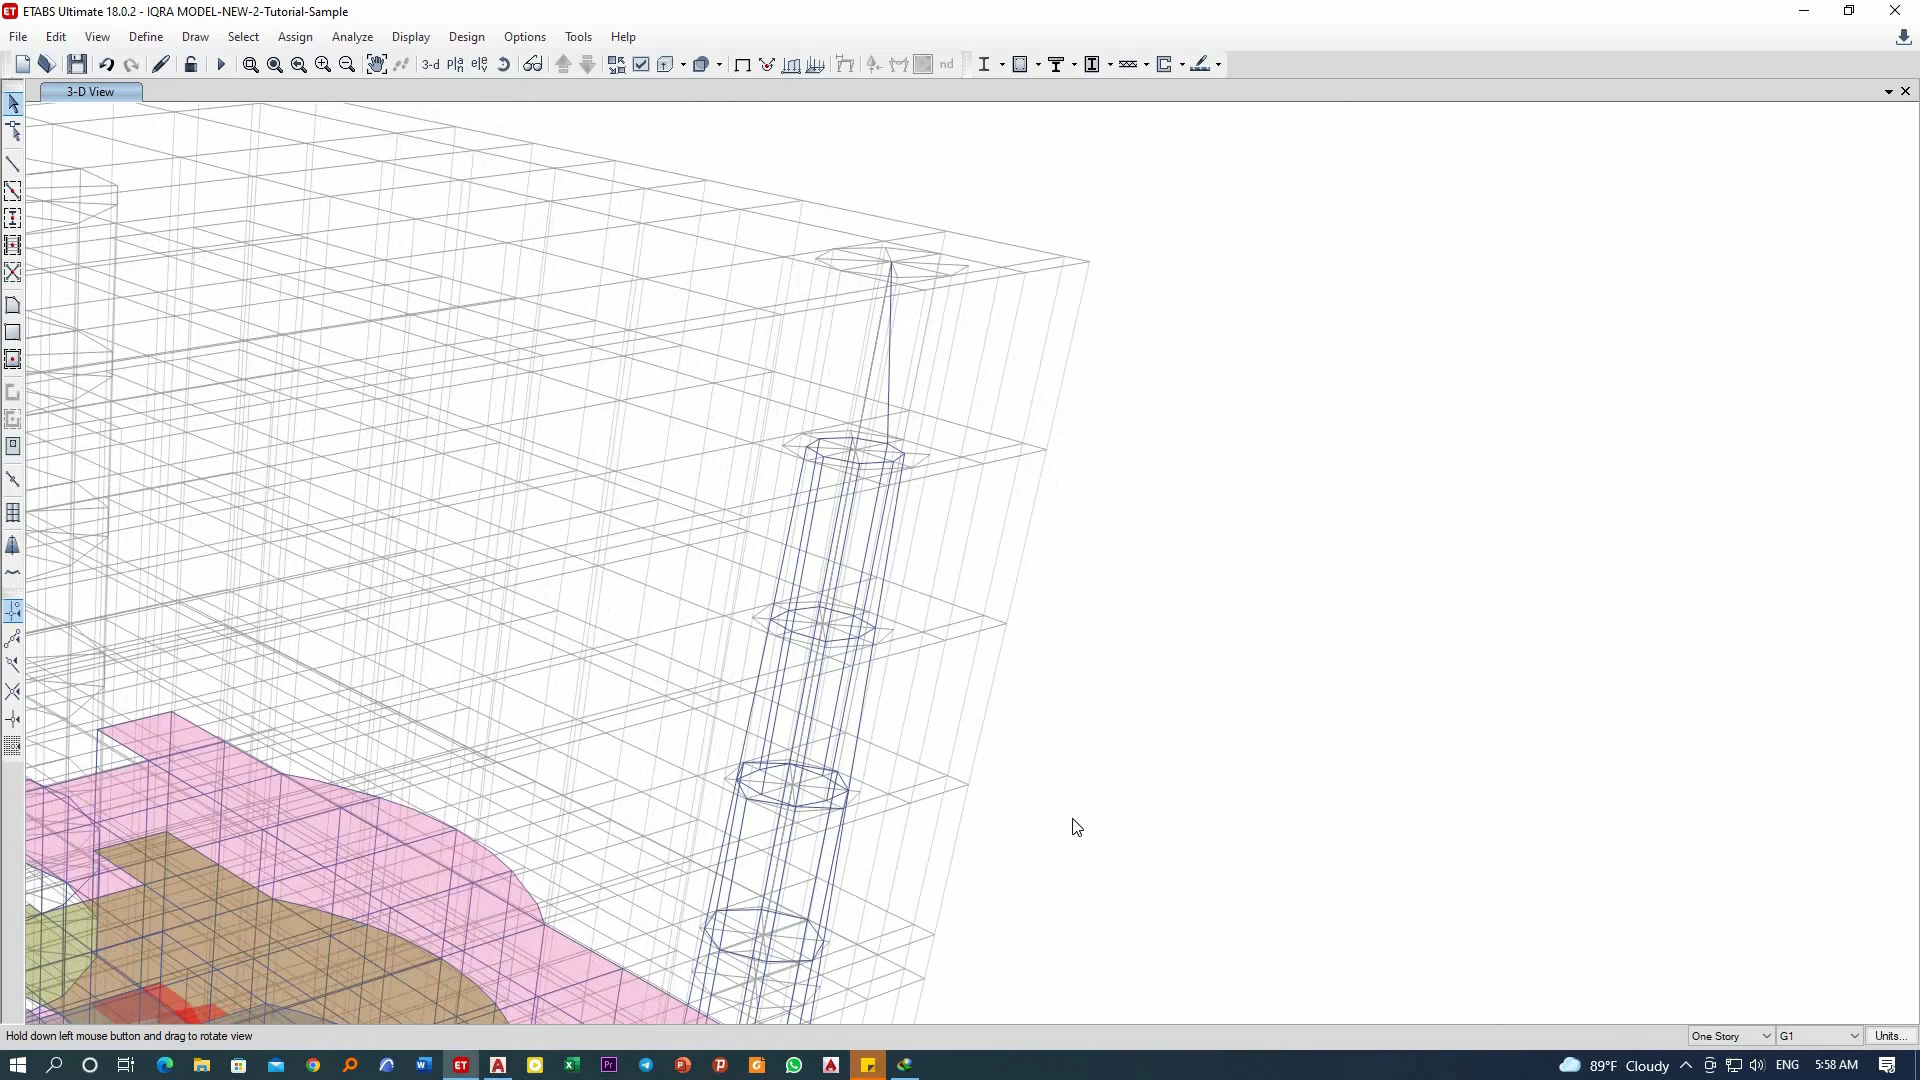 ETABS Ultimate 18.0.2 - IQRA MODEL-NEW-2-Tutorial-Sample
File Edit View Define Draw Select Assign Analyze Display Design Options Tools Help
3-d nd
3-D View
Hold down left mouse button and drag to rotate view
One Story G1 Units...
89°F Cloudy ENG 5:58 AM